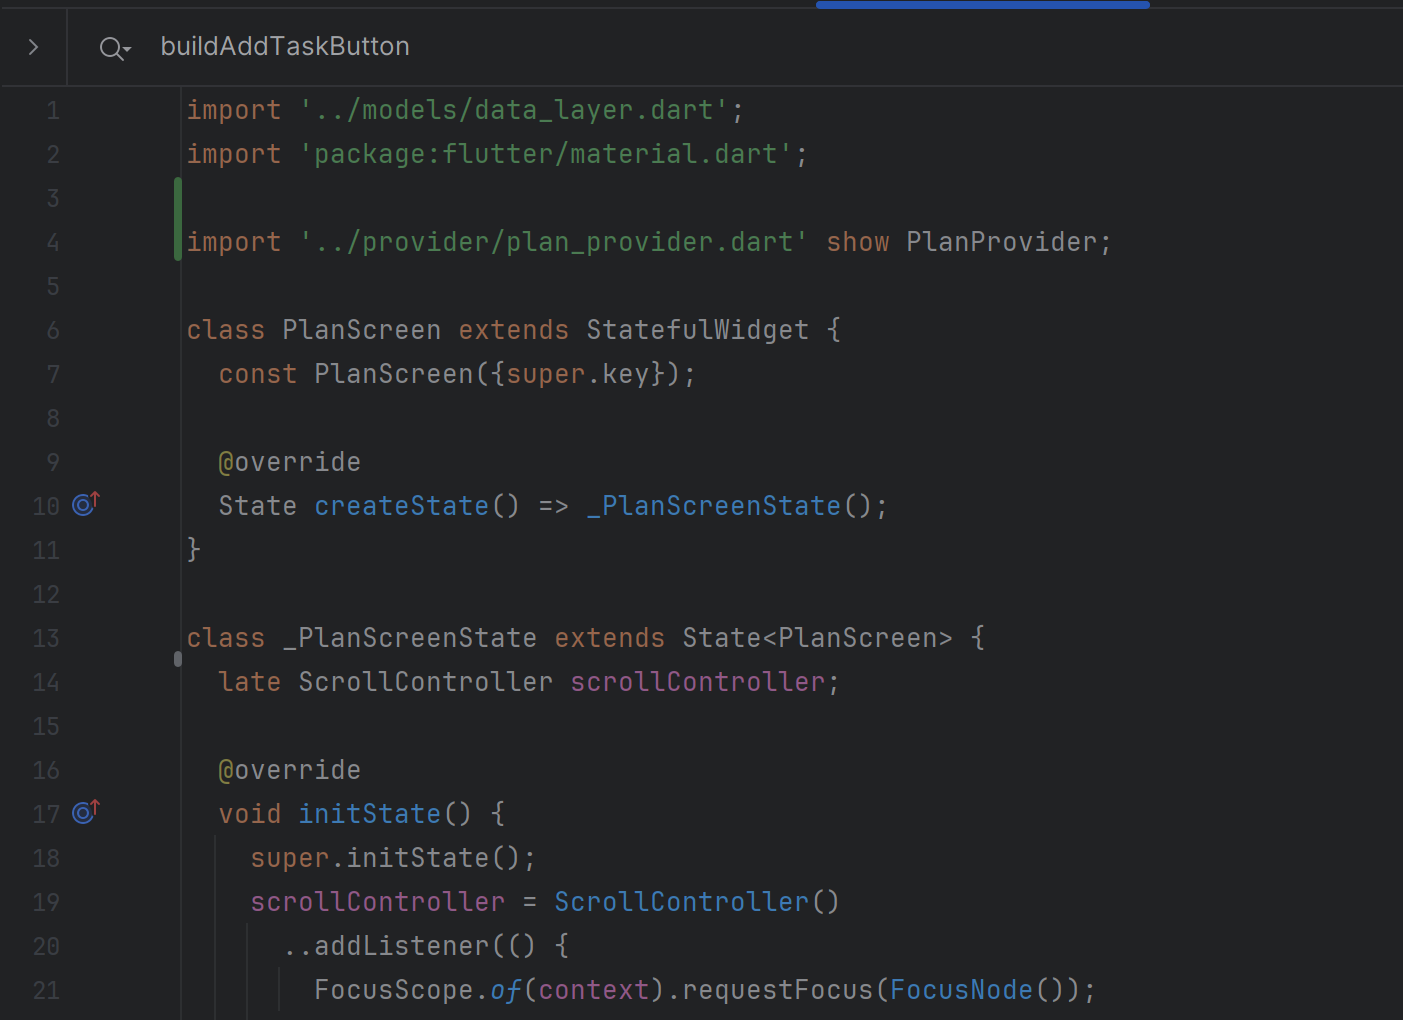 buildAddTaskButton
1 import '../models/data_layer.dart';
2 import 'package:flutter/material.dart';
3
4 import '../provider/plan_provider.dart' show PlanProvider;
5
6 class PlanScreen extends StatefulWidget {
7   const PlanScreen({super.key});
8
9   @override
10   State createState() => _PlanScreenState();
11 }
12
13 class _PlanScreenState extends State<PlanScreen> {
14   late ScrollController scrollController;
15
16   @override
17   void initState() {
18     super.initState();
19     scrollController = ScrollController()
20       ..addListener(() {
21         FocusScope.of(context).requestFocus(FocusNode());